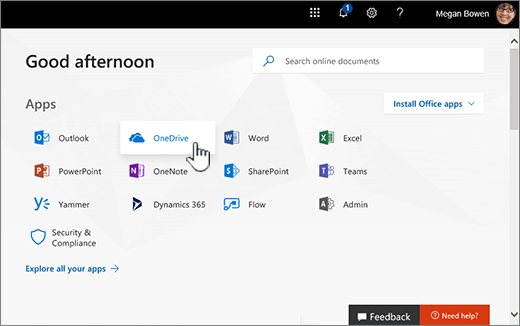 1
?
Megan Bowen
Good afternoon
Search online documents
Apps
Install Office apps
Outlook
OneDrive
Word
Excel
PowerPoint
OneNote
SharePoint
Teams
Yammer
Dynamics 365
Flow
Admin
Security &
Compliance
Explore all your apps →
Feedback
Need help?